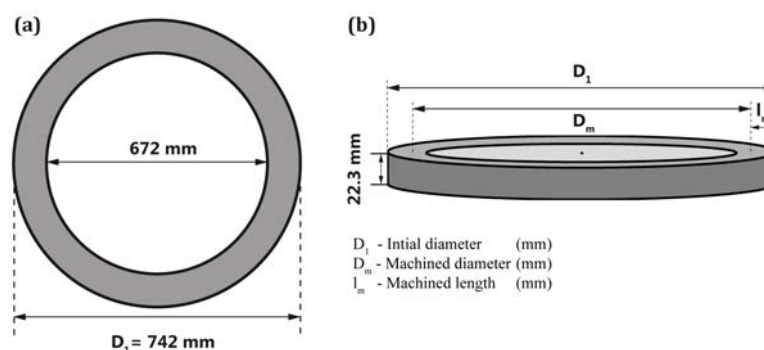 (a)
672 mm
D₁= 742 mm
(b)
D₁
Dₘ
22.3 mm
D₁ - Intial diameter (mm)
Dₘ - Machined diameter (mm)
lₘ - Machined length (mm)